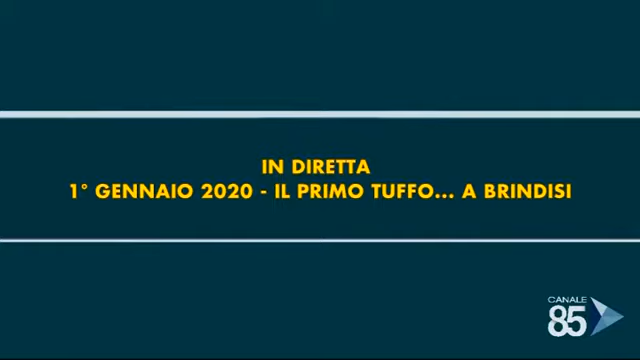 IN DIRETTA
1° GENNAIO 2020 - IL PRIMO TUFFO... A BRINDISI
CANALE
85